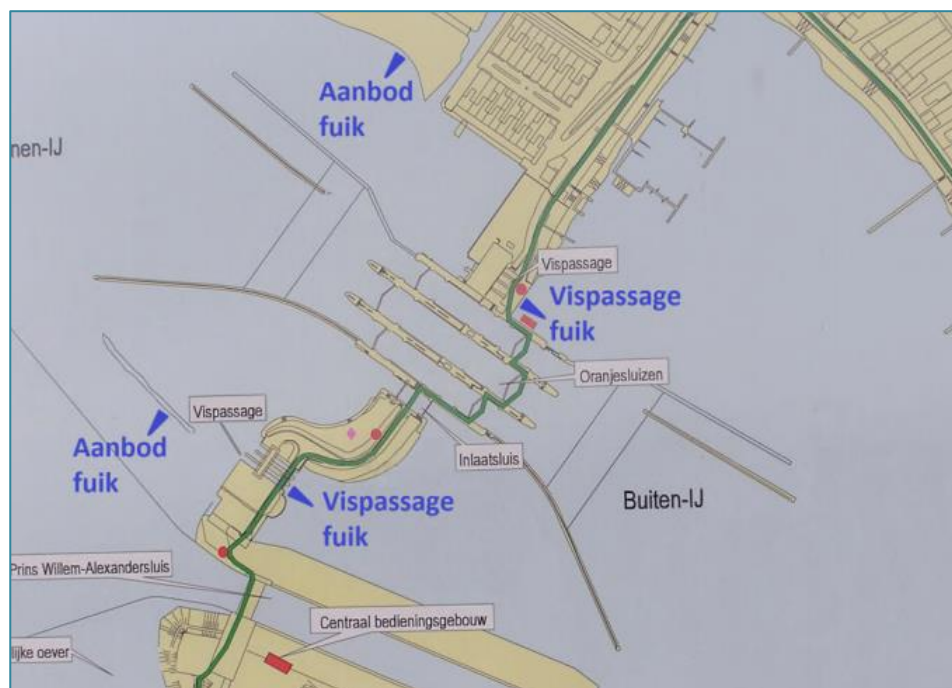 Aanbod
fuik
nen-IJ
Vispassage
Vispassage
fuik
Oranjesluizen
Vispassage
Aanbod
fuik
Inlaatsluis
Buiten-IJ
Vispassage
fuik
Prins Willem-Alexandersluis
Centraal bedieningsgebouw
lijke oever